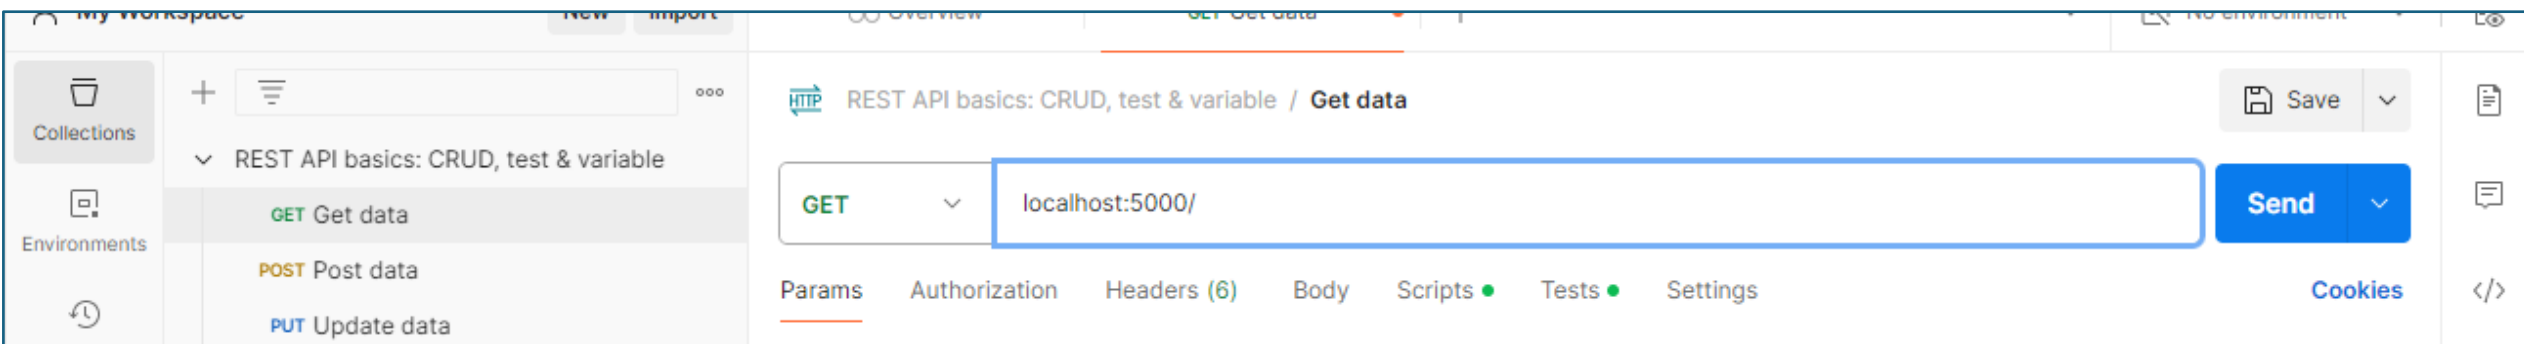 My Workspace New Import Overview GET Get data No environment
Collections
REST API basics: CRUD, test & variable
GET Get data
POST Post data
PUT Update data
Environments
HTTP REST API basics: CRUD, test & variable / Get data
Save
GET localhost:5000/
Send
Params Authorization Headers (6) Body Scripts Tests Settings Cookies